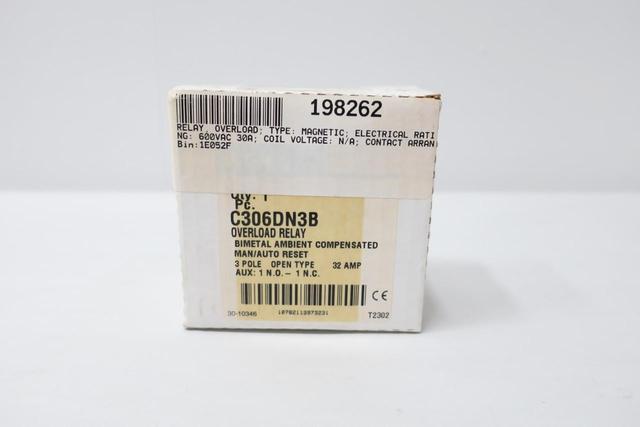 198262
RELAY, OVERLOAD; TYPE: MAGNETIC; ELECTRICAL RATI
NG: 600VAC 30A; COIL VOLTAGE: N/A; CONTACT ARRAN
Bin:1E052F
Qty. 1
Pc.
C306DN3B
OVERLOAD RELAY
BIMETAL AMBIENT COMPENSATED
MAN/AUTO RESET
3 POLE OPEN TYPE 32 AMP
AUX: 1 N.O.– 1 N.C.
CE
30-10346 10782113973231 T2302